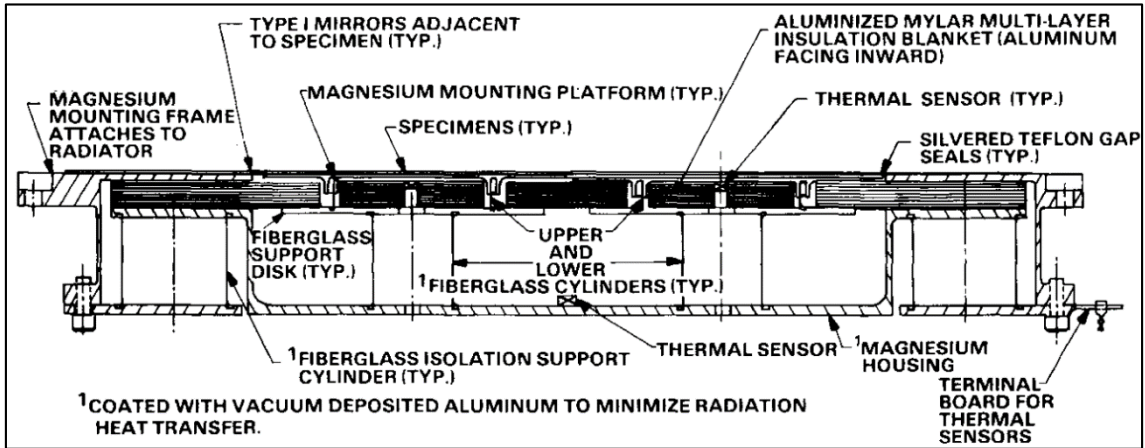 TYPE I MIRRORS ADJACENT
TO SPECIMEN (TYP.)
ALUMINIZED MYLAR MULTI-LAYER
INSULATION BLANKET (ALUMINUM
FACING INWARD)
MAGNESIUM
MOUNTING FRAME
ATTACHES TO
RADIATOR
MAGNESIUM MOUNTING PLATFORM (TYP.)
SPECIMENS (TYP.)
THERMAL SENSOR (TYP.)
SILVERED TEFLON GAP
SEALS (TYP.)
FIBERGLASS
SUPPORT
DISK (TYP.)
UPPER
AND
LOWER
¹FIBERGLASS CYLINDERS (TYP.)
¹FIBERGLASS ISOLATION SUPPORT
CYLINDER (TYP.)
THERMAL SENSOR
¹MAGNESIUM
HOUSING
TERMINAL
BOARD FOR
THERMAL
SENSORS
¹COATED WITH VACUUM DEPOSITED ALUMINUM TO MINIMIZE RADIATION
HEAT TRANSFER.